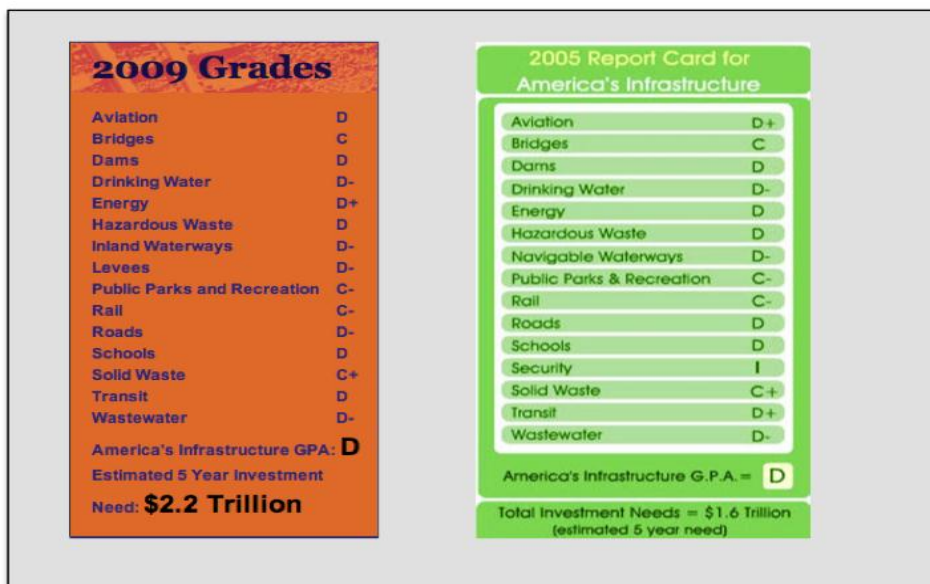 2009 Grades
Aviation D
Bridges C
Dams D
Drinking Water D-
Energy D+
Hazardous Waste D
Inland Waterways D-
Levees D-
Public Parks and Recreation C-
Rail C-
Roads D-
Schools D
Solid Waste C+
Transit D
Wastewater D-
America's Infrastructure GPA: D
Estimated 5 Year Investment
Need: $2.2 Trillion
2005 Report Card for
America's Infrastructure
Aviation D+
Bridges C
Dams D
Drinking Water D-
Energy D
Hazardous Waste D
Navigable Waterways D-
Public Parks & Recreation C-
Rail C-
Roads D
Schools D
Security I
Solid Waste C+
Transit D+
Wastewater D-
America's Infrastructure G.P.A. = D
Total Investment Needs = $1.6 Trillion
(estimated 5 year need)